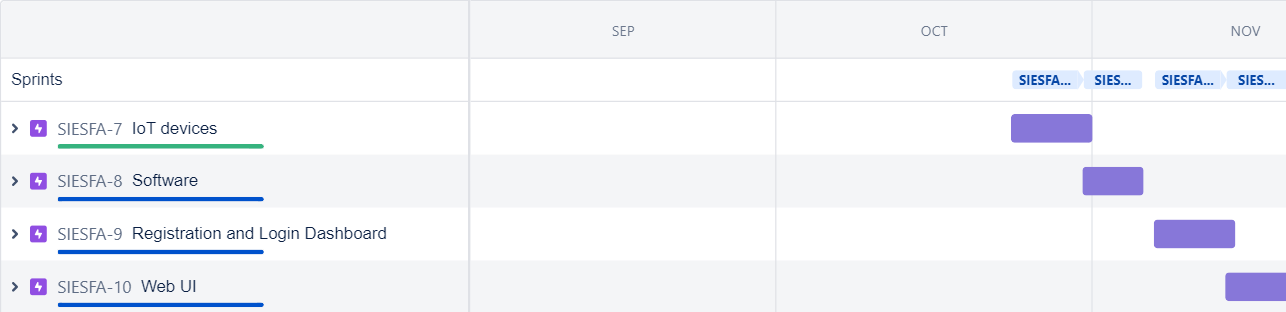 SEP OCT NOV
Sprints SIESFA... SIES... SIESFA... SIES...
SIESFA-7 IoT devices
SIESFA-8 Software
SIESFA-9 Registration and Login Dashboard
SIESFA-10 Web UI